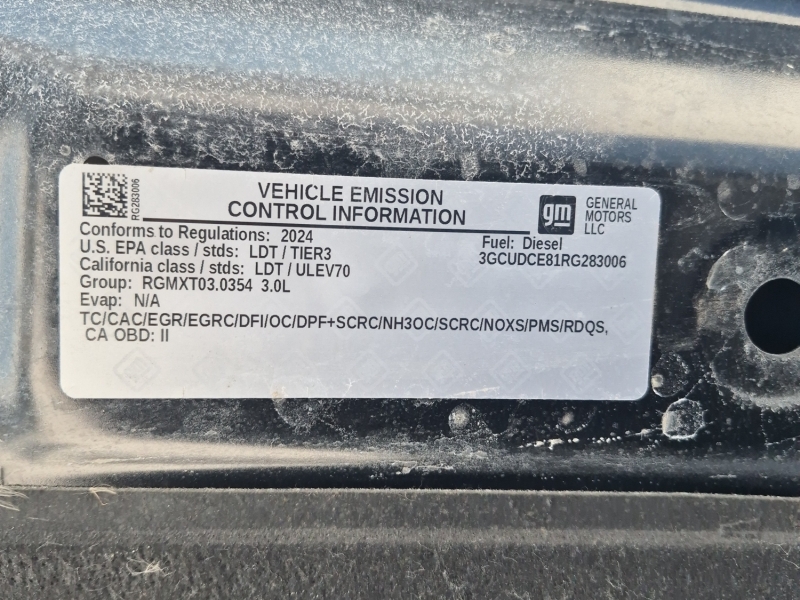 RG283006
VEHICLE EMISSION
CONTROL INFORMATION
gm
GENERAL
MOTORS
LLC
Conforms to Regulations: 2024
U.S. EPA class / stds: LDT / TIER3
California class / stds: LDT / ULEV70
Group: RGMXT03.0354 3.0L
Evap: N/A
Fuel: Diesel
3GCUDCE81RG283006
TC/CAC/EGR/EGRC/DFI/OC/DPF+SCRC/NH3OC/SCRC/NOXS/PMS/RDQS,
CA OBD: II